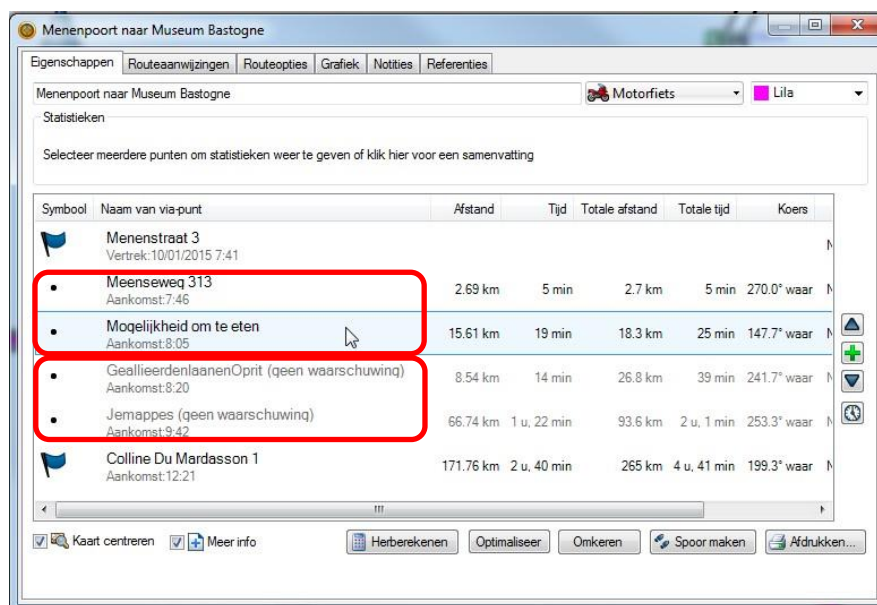 Menenpoort naar Museum Bastogne
Eigenschappen Routeaanwijzingen Routeopties Grafiek Notities Referenties
Menenpoort naar Museum Bastogne Motorfiets Lila
Statistieken
Selecteer meerdere punten om statistieken weer te geven of klik hier voor een samenvatting
Symbool Naam van via-punt Afstand Tijd Totale afstand Totale tijd Koers
Menenstraat 3
Vertrek:10/01/2015 7:41
N
Meenseweg 313
Aankomst:7:46
2.69 km 5 min 2.7 km 5 min 270.0° waar N
Mogelijkheid om te eten
Aankomst:8:05
15.61 km 19 min 18.3 km 25 min 147.7° waar N
GeallieerdenlaanenOprit (geen waarschuwing)
Aankomst:8:20
8.54 km 14 min 26.8 km 39 min 241.7° waar N
Jemappes (geen waarschuwing)
Aankomst:9:42
66.74 km 1 u, 22 min 93.6 km 2 u, 1 min 253.3° waar N
Colline Du Mardasson 1
Aankomst:12:21
171.76 km 2 u, 40 min 265 km 4 u, 41 min 199.3° waar N
Kaart centreren Meer info Herberekenen Optimaliseer Omkeren Spoor maken Afdrukken...